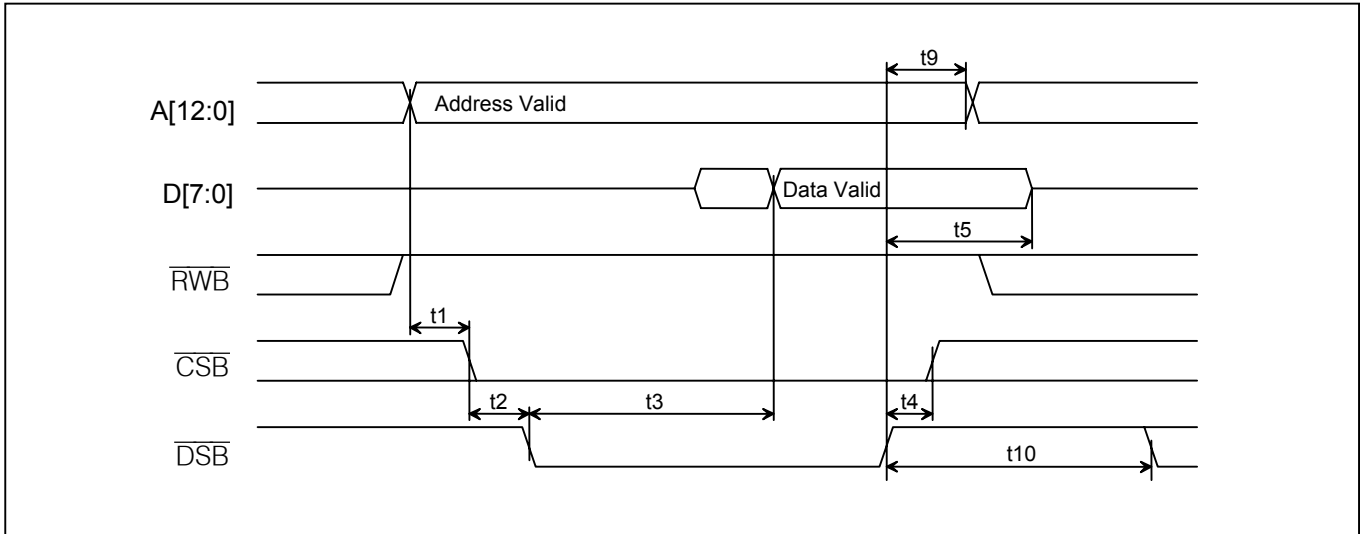 t9
A[12:0]
Address Valid
D[7:0]
Data Valid
t5
RWB
t1
CSB
t2
t3
t4
DSB
t10